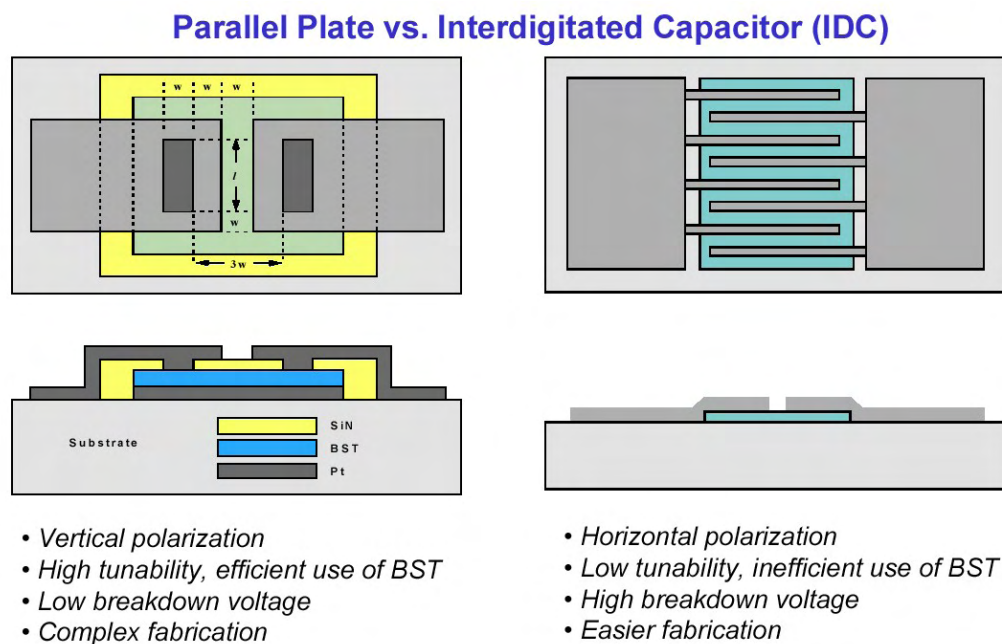 Parallel Plate vs. Interdigitated Capacitor (IDC)
w w w
l
w
3w
Substrate
SiN
BST
Pt
• Vertical polarization
• High tunability, efficient use of BST
• Low breakdown voltage
• Complex fabrication
• Horizontal polarization
• Low tunability, inefficient use of BST
• High breakdown voltage
• Easier fabrication